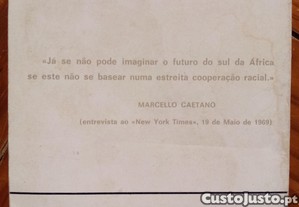 «Já se não pode imaginar o futuro do sul da África
se este não se basear numa estreita cooperação racial.»
MARCELLO CAETANO
(entrevista ao «New York Times», 19 de Maio de 1969)
CustoJusto.pt